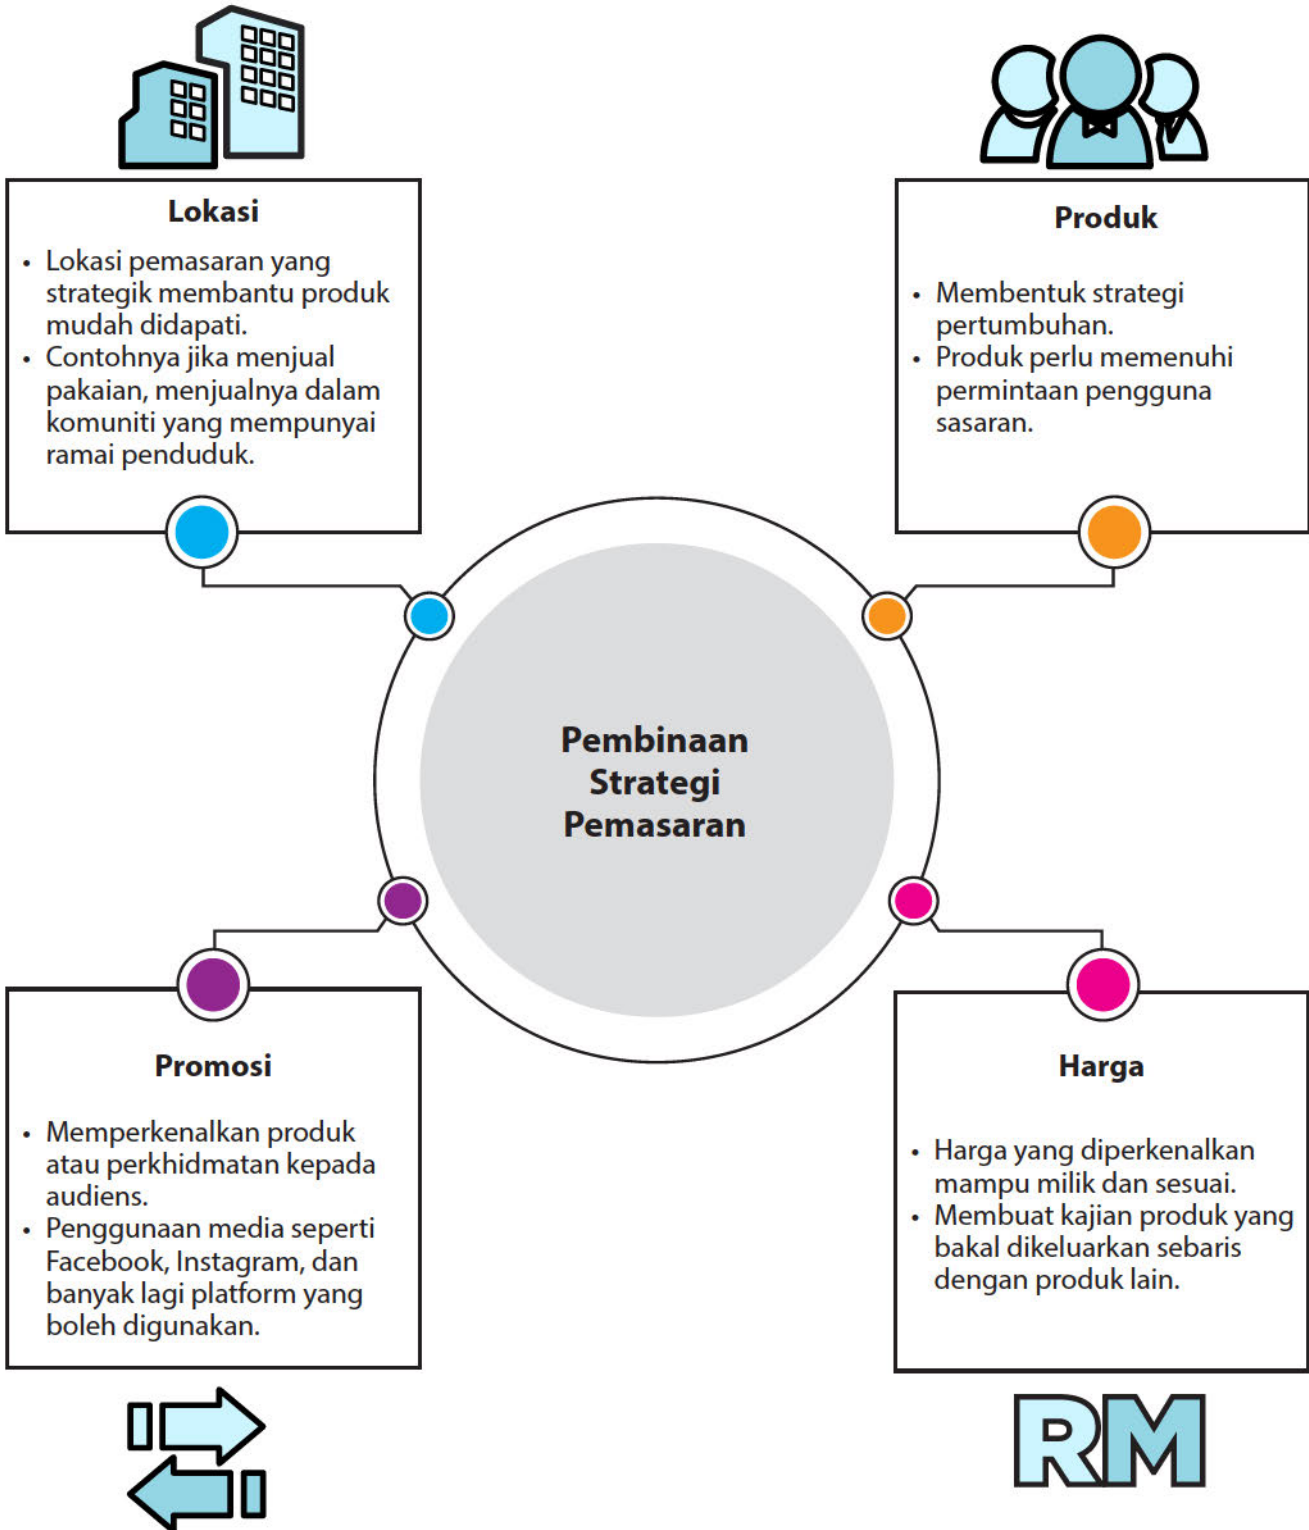 Lokasi
• Lokasi pemasaran yang
strategik membantu produk
mudah didapati.
• Contohnya jika menjual
pakaian, menjualnya dalam
komuniti yang mempunyai
ramai penduduk.
Produk
• Membentuk strategi
pertumbuhan.
• Produk perlu memenuhi
permintaan pengguna
sasaran.
Pembinaan
Strategi
Pemasaran
Promosi
• Memperkenalkan produk
atau perkhidmatan kepada
audiens.
• Penggunaan media seperti
Facebook, Instagram, dan
banyak lagi platform yang
boleh digunakan.
Harga
• Harga yang diperkenalkan
mampu milik dan sesuai.
• Membuat kajian produk yang
bakal dikeluarkan sebaris
dengan produk lain.
RM